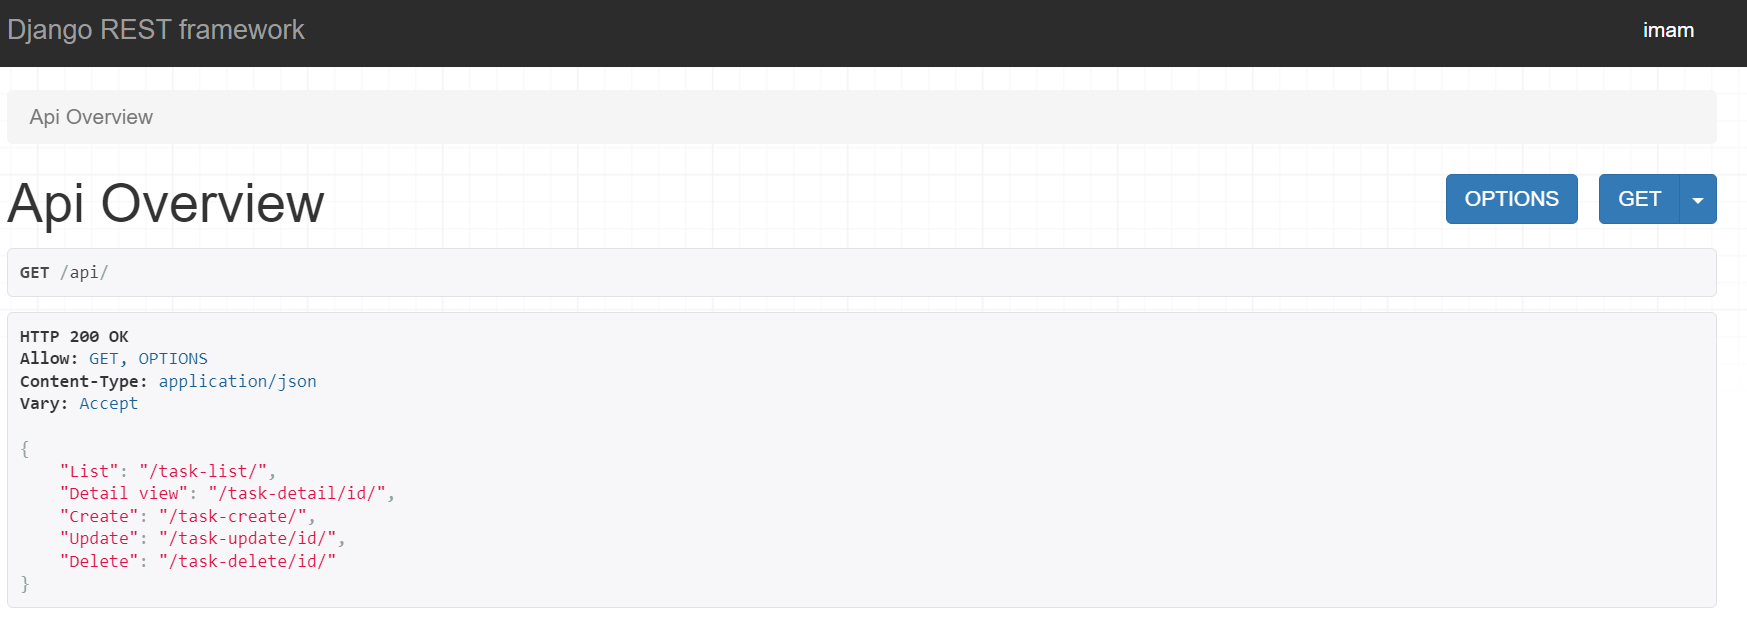 Django REST framework
imam
Api Overview
Api Overview
OPTIONS
GET
GET /api/
HTTP 200 OK
Allow: GET, OPTIONS
Content-Type: application/json
Vary: Accept
{
    "List": "/task-list/",
    "Detail view": "/task-detail/id/",
    "Create": "/task-create/",
    "Update": "/task-update/id/",
    "Delete": "/task-delete/id/"
}